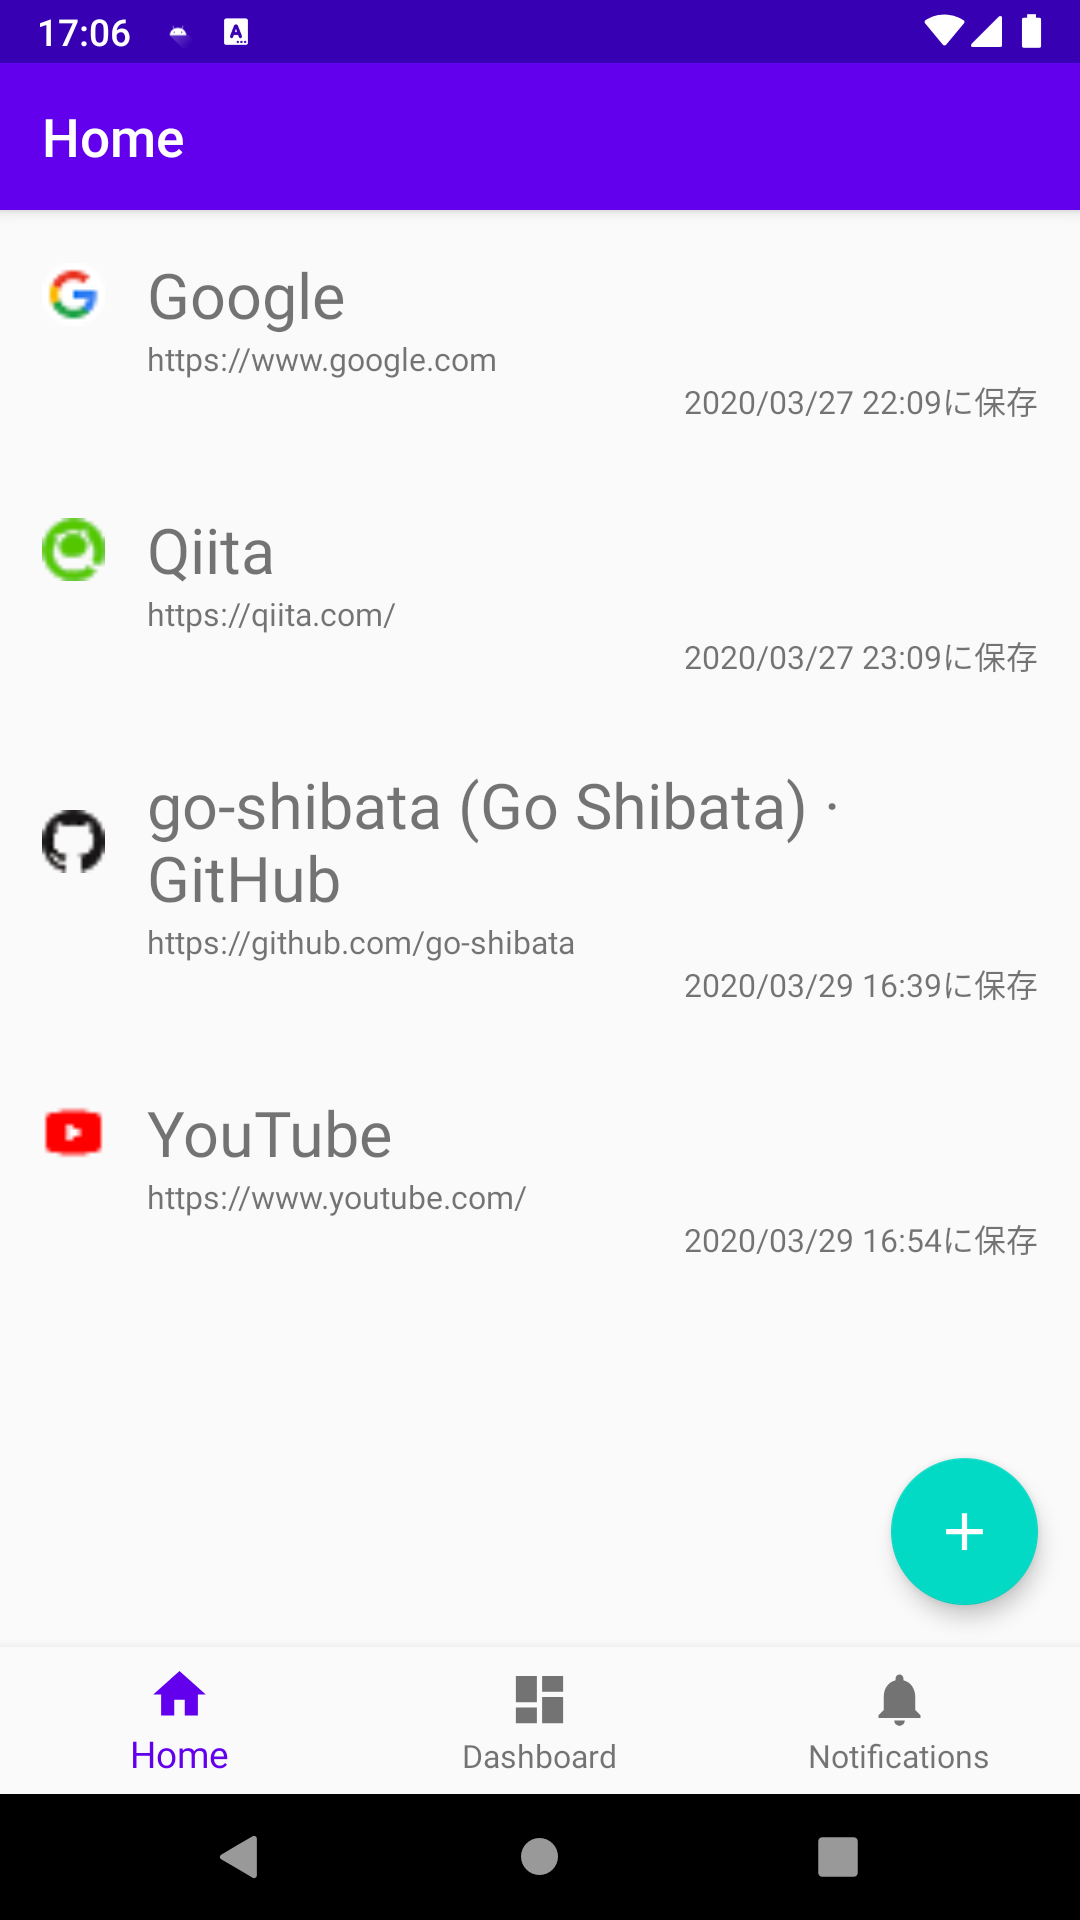 17:06
Home
Google
https://www.google.com
2020/03/27 22:09に保存
Qiita
https://qiita.com/
2020/03/27 23:09に保存
go-shibata (Go Shibata) ·
GitHub
https://github.com/go-shibata
2020/03/29 16:39に保存
YouTube
https://www.youtube.com/
2020/03/29 16:54に保存
Home
Dashboard
Notifications